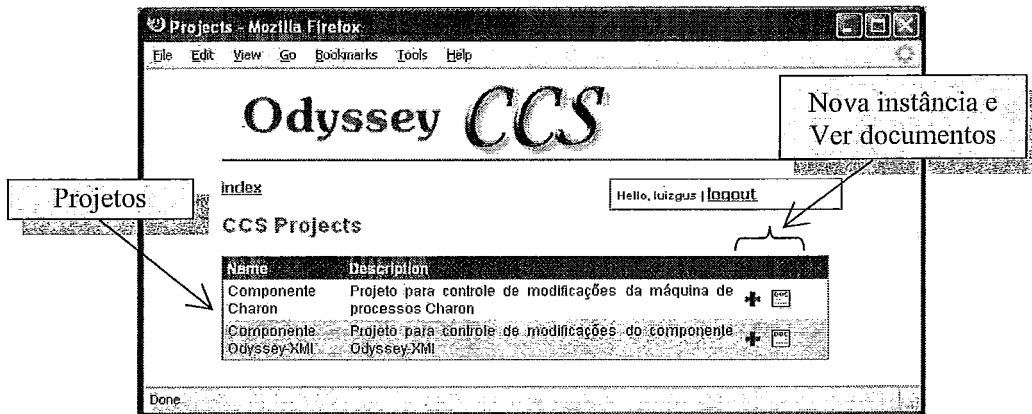 Projects - Mozilla Firefox
File Edit View Go Bookmarks Tools Help
Odyssey CCS
Nova instância e
Ver documentos
Projetos
index
Hello, luizgus | logout
CCS Projects
Name Description
Componente Projeto para controle de modificações da máquina de
Charon processos Charon
Componente Projeto para controle de modificações do componente
Odyssey-XMI Odyssey-XMI
Done